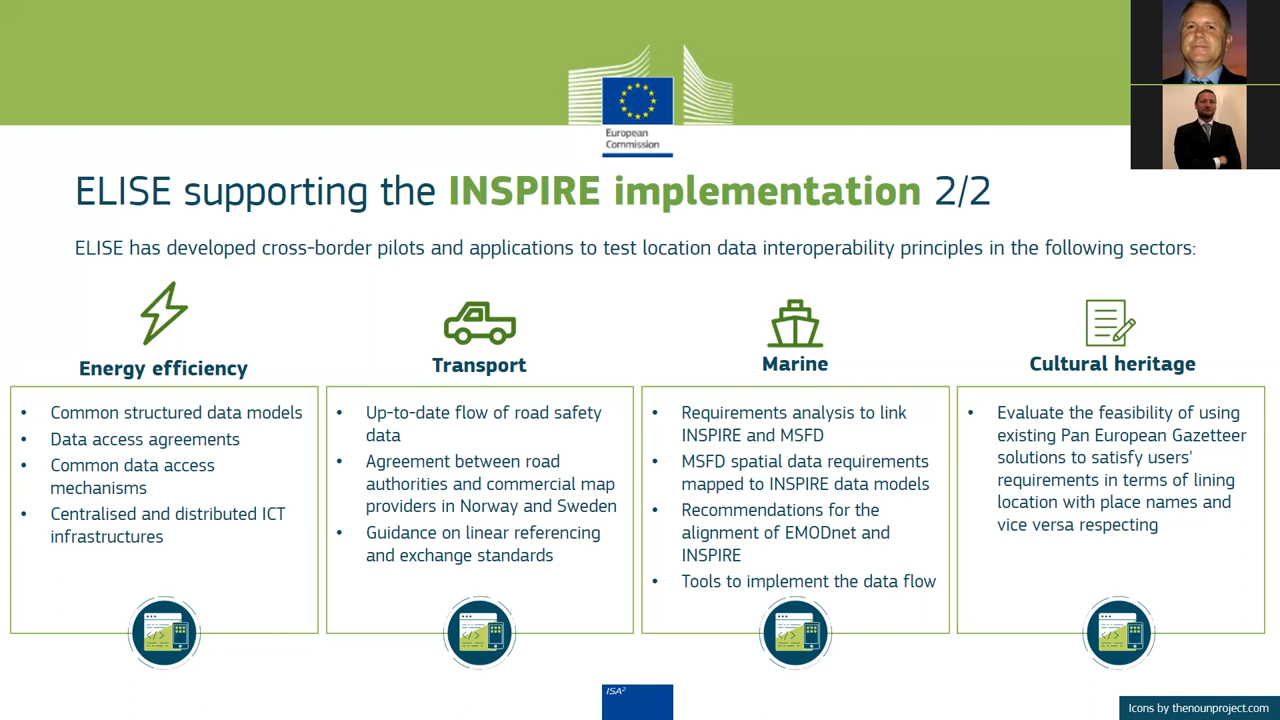 European
Commission
ELISE supporting the INSPIRE implementation 2/2
ELISE has developed cross-border pilots and applications to test location data interoperability principles in the following sectors:
Energy efficiency
• Common structured data models
• Data access agreements
• Common data access
mechanisms
• Centralised and distributed ICT
infrastructures
Transport
• Up-to-date flow of road safety
data
• Agreement between road
authorities and commercial map
providers in Norway and Sweden
• Guidance on linear referencing
and exchange standards
Marine
• Requirements analysis to link
INSPIRE and MSFD
• MSFD spatial data requirements
mapped to INSPIRE data models
• Recommendations for the
alignment of EMODnet and
INSPIRE
• Tools to implement the data flow
Cultural heritage
• Evaluate the feasibility of using
existing Pan European Gazetteer
solutions to satisfy users'
requirements in terms of lining
location with place names and
vice versa respecting
ISA²
Icons by thenounproject.com